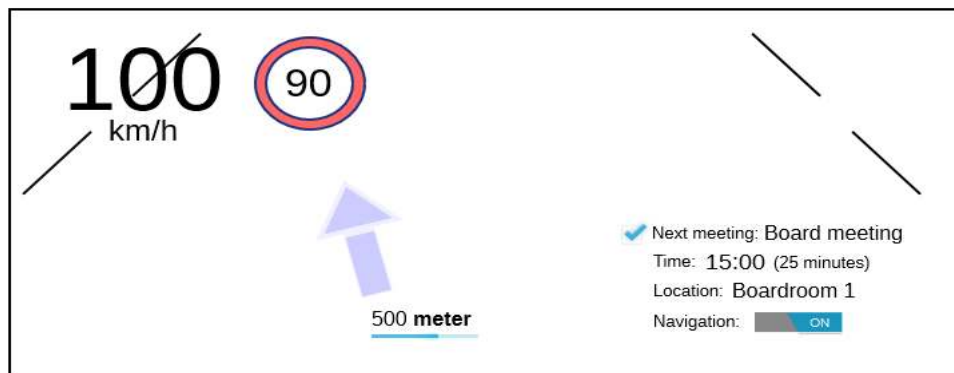 100
km/h
90
500 meter
Next meeting: Board meeting
Time: 15:00 (25 minutes)
Location: Boardroom 1
Navigation: ON